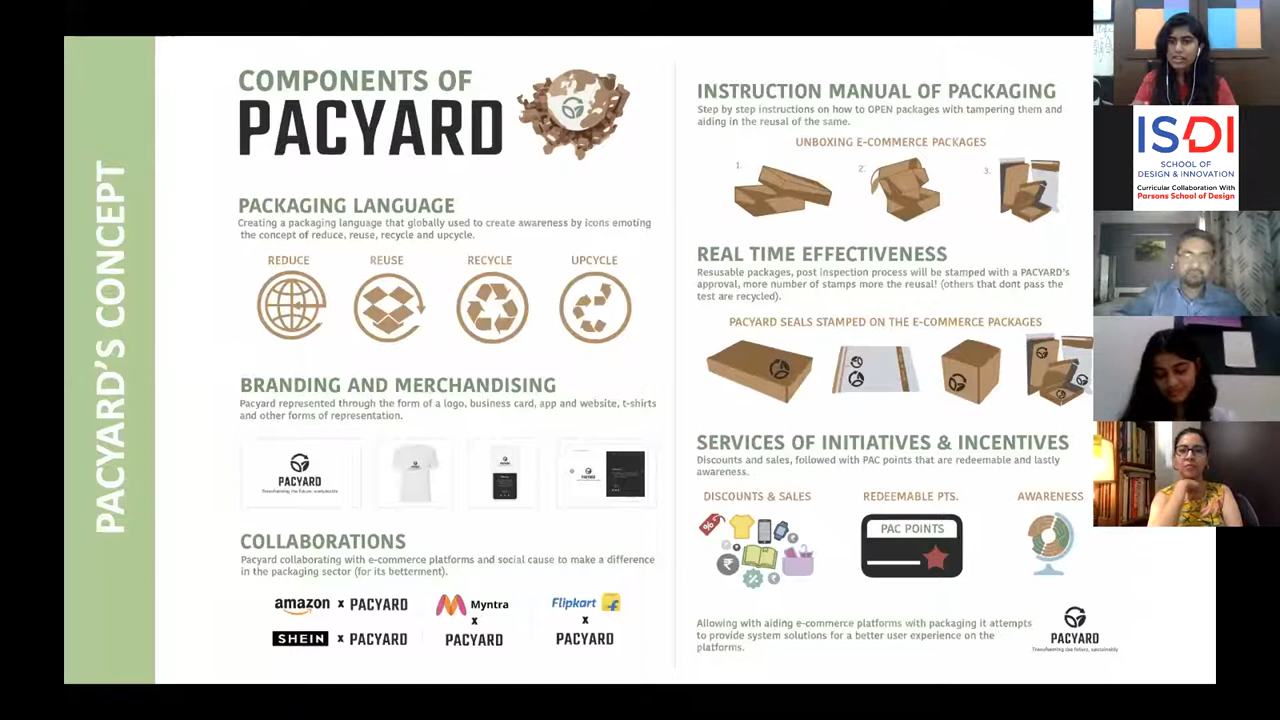 PACYARD'S CONCEPT
COMPONENTS OF
PACYARD
PACKAGING LANGUAGE
Creating a packaging language that globally used to create awareness by icons emoting
the concept of reduce, reuse, recycle and upcycle.
REDUCE
REUSE
RECYCLE
UPCYCLE
BRANDING AND MERCHANDISING
Pacyard represented through the form of a logo, business card, app and website, t-shirts
and other forms of representation.
PACYARD
Transforming the future, sustainably
COLLABORATIONS
Pacyard collaborating with e-commerce platforms and social cause to make a difference
in the packaging sector (for its betterment).
amazon x PACYARD
SHEIN x PACYARD
Myntra
x
PACYARD
Flipkart
x
PACYARD
INSTRUCTION MANUAL OF PACKAGING
Step by step instructions on how to OPEN packages with tampering them and
aiding in the reusal of the same.
UNBOXING E-COMMERCE PACKAGES
1.
2.
3.
REAL TIME EFFECTIVENESS
Resusable packages, post inspection process will be stamped with a PACYARD's
approval, more number of stamps more the reusal! (others that dont pass the
test are recycled).
PACYARD SEALS STAMPED ON THE E-COMMERCE PACKAGES
SERVICES OF INITIATIVES & INCENTIVES
Discounts and sales, followed with PAC points that are redeemable and lastly
awareness.
DISCOUNTS & SALES
REDEEMABLE PTS.
AWARENESS
PAC POINTS
Allowing with aiding e-commerce platforms with packaging it attempts
to provide system solutions for a better user experience on the
platforms.
PACYARD
Transforming the future, sustainably
ISDI
SCHOOL OF
DESIGN & INNOVATION
Curricular Collaboration With
Parsons School of Design